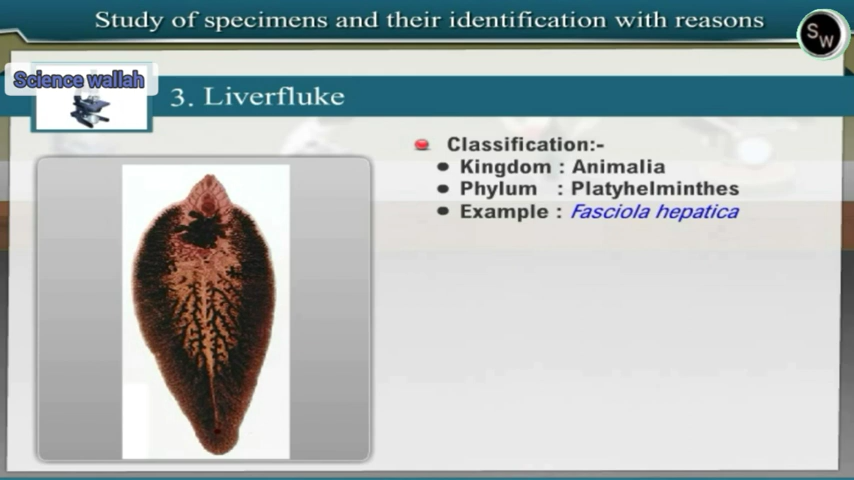 Study of specimens and their identification with reasons
SW
Science wallah
3. Liverfluke
Classification:-
Kingdom : Animalia
Phylum : Platyhelminthes
Example : Fasciola hepatica